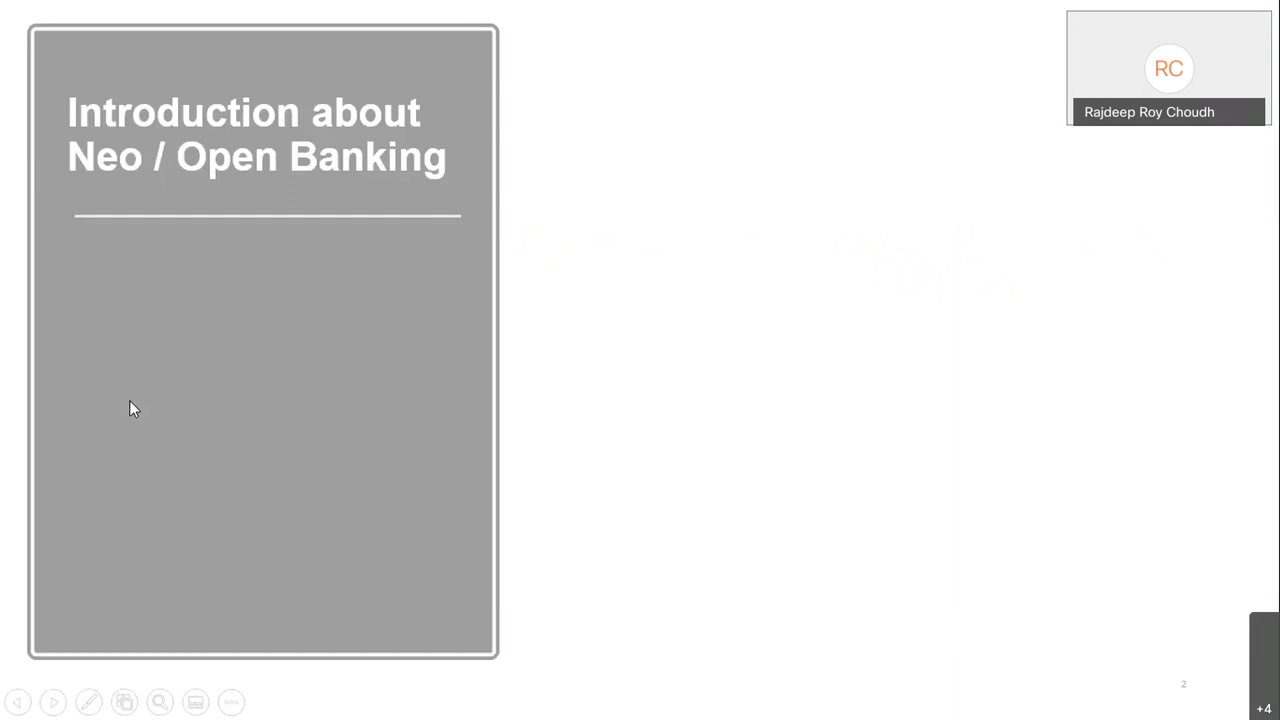 Introduction about
Neo / Open Banking
RC
Rajdeep Roy Choudh
2
+4